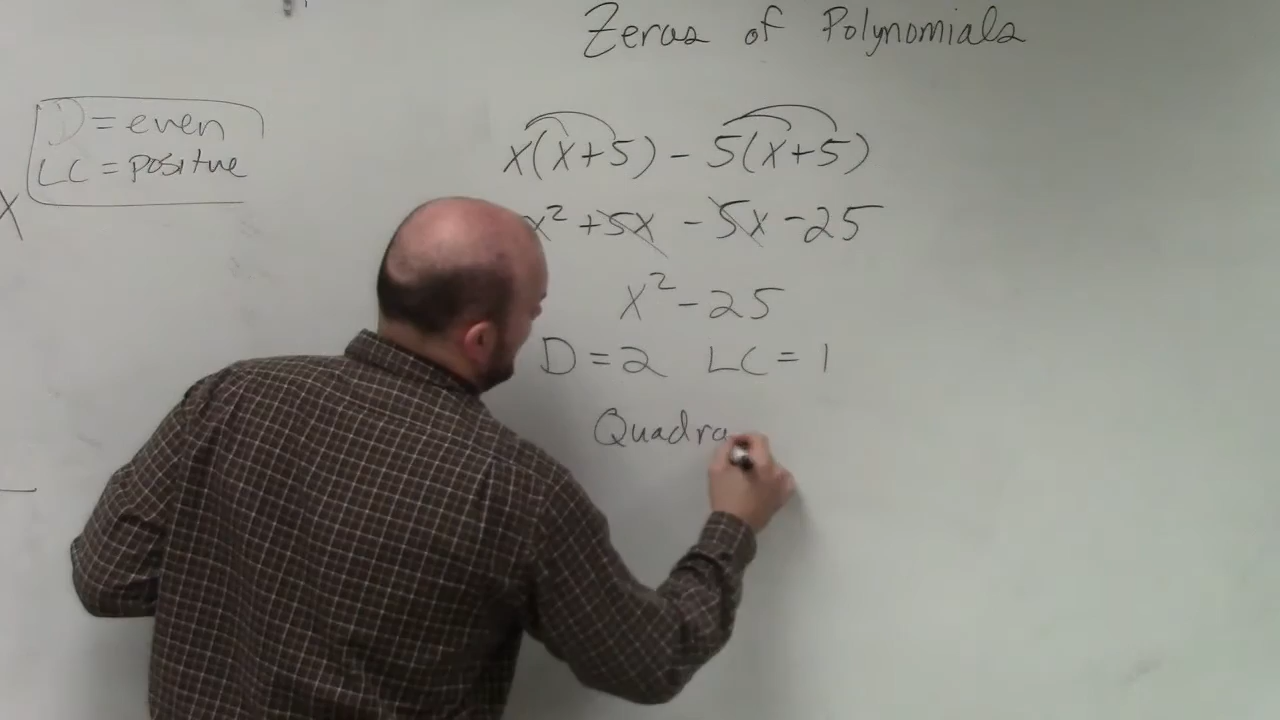 Zeros of Polynomials
D = even
LC = positive
x
x(x+5) - 5(x+5)
x² + 5x - 5x - 25
x² - 25
D = 2 LC = 1
Quadra